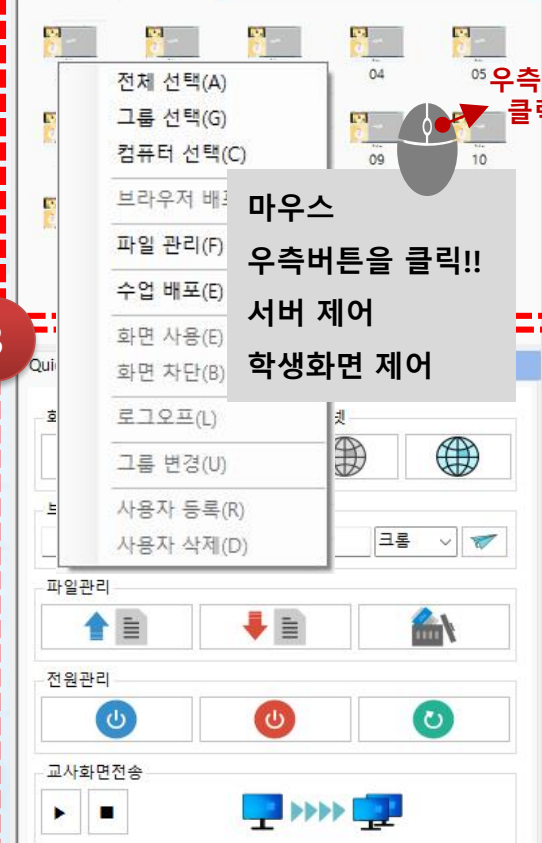 04
05
우측
전체 선택(A)
그룹 선택(G)
컴퓨터 선택(C)
09
10
브라우저
마우스
파일 관리(F)
우측버튼을 클릭!!
수업 배포(E)
서버 제어
화면 사용(E)
화면 차단(B)
학생화면 제어
로그오프(L)
그룹 변경(U)
사용자 등록(R)
사용자 삭제(D)
크롬
파일관리
전원관리
교사화면전송